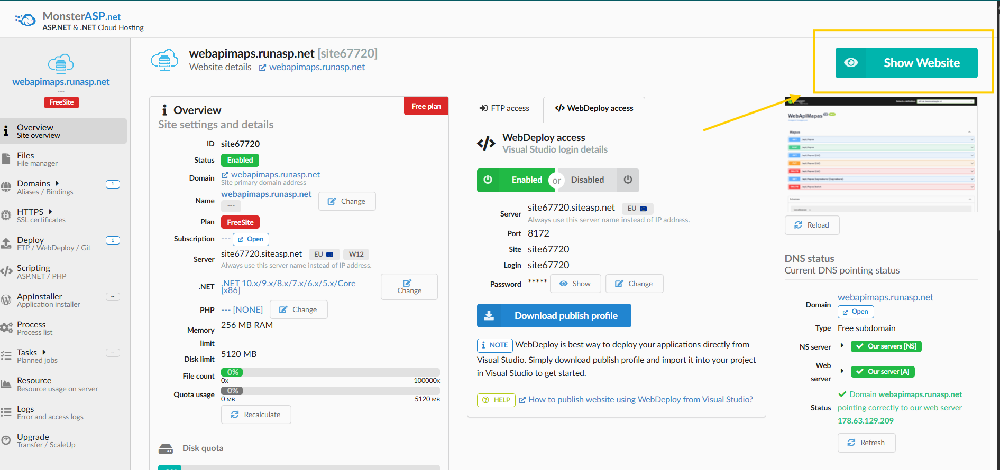 MonsterASP.net
ASP.NET & .NET Cloud Hosting
webapimaps.runasp.net
---
FreeSite
Overview
Site overview
Files
File manager
Domains
1
Aliases / Bindings
HTTPS
SSL certificates
Deploy
1
FTP / WebDeploy / Git
Scripting
ASP.NET / PHP
AppInstaller
--
Application installer
Process
Process list
Tasks
--
Planned jobs
Resource
Resource usage on server
Logs
Error and access logs
Upgrade
Transfer / ScaleUp
webapimaps.runasp.net [site67720]
Website details webapimaps.runasp.net
Show Website
Overview
Free plan
Site settings and details
ID site67720
Status Enabled
Domain webapimaps.runasp.net
Site primary domain address
Name webapimaps.runasp.net
---
Change
Plan FreeSite
Subscription --- Open
Server site67720.siteasp.net EU W12
Always use this server name instead of IP address.
.NET .NET 10.x/9.x/8.x/7.x/6.x/5.x/Core
[x86]
Change
PHP --- [NONE] Change
Memory limit 256 MB RAM
Disk limit 5120 MB
File count 0%
0x 100000x
Quota usage 0%
0 MB 5120 MB
Recalculate
Disk quota
FTP access
WebDeploy access
WebDeploy access
Visual Studio login details
Enabled or Disabled
Server site67720.siteasp.net EU
Always use this server name instead of IP address.
Port 8172
Site site67720
Login site67720
Password ***** Show Change
Download publish profile
NOTE WebDeploy is best way to deploy your applications directly from
Visual Studio. Simply download publish profile and import it into your project
in Visual Studio to get started.
HELP How to publish website using WebDeploy from Visual Studio?
Select a definition
WebApiMapas
Mapas
Schemas
Reload
DNS status
Current DNS pointing status
Domain webapimaps.runasp.net
Open
Type Free subdomain
NS server Our servers [NS]
Web server Our server [A]
Status Domain webapimaps.runasp.net
pointing correctly to our web server
178.63.129.209
Refresh